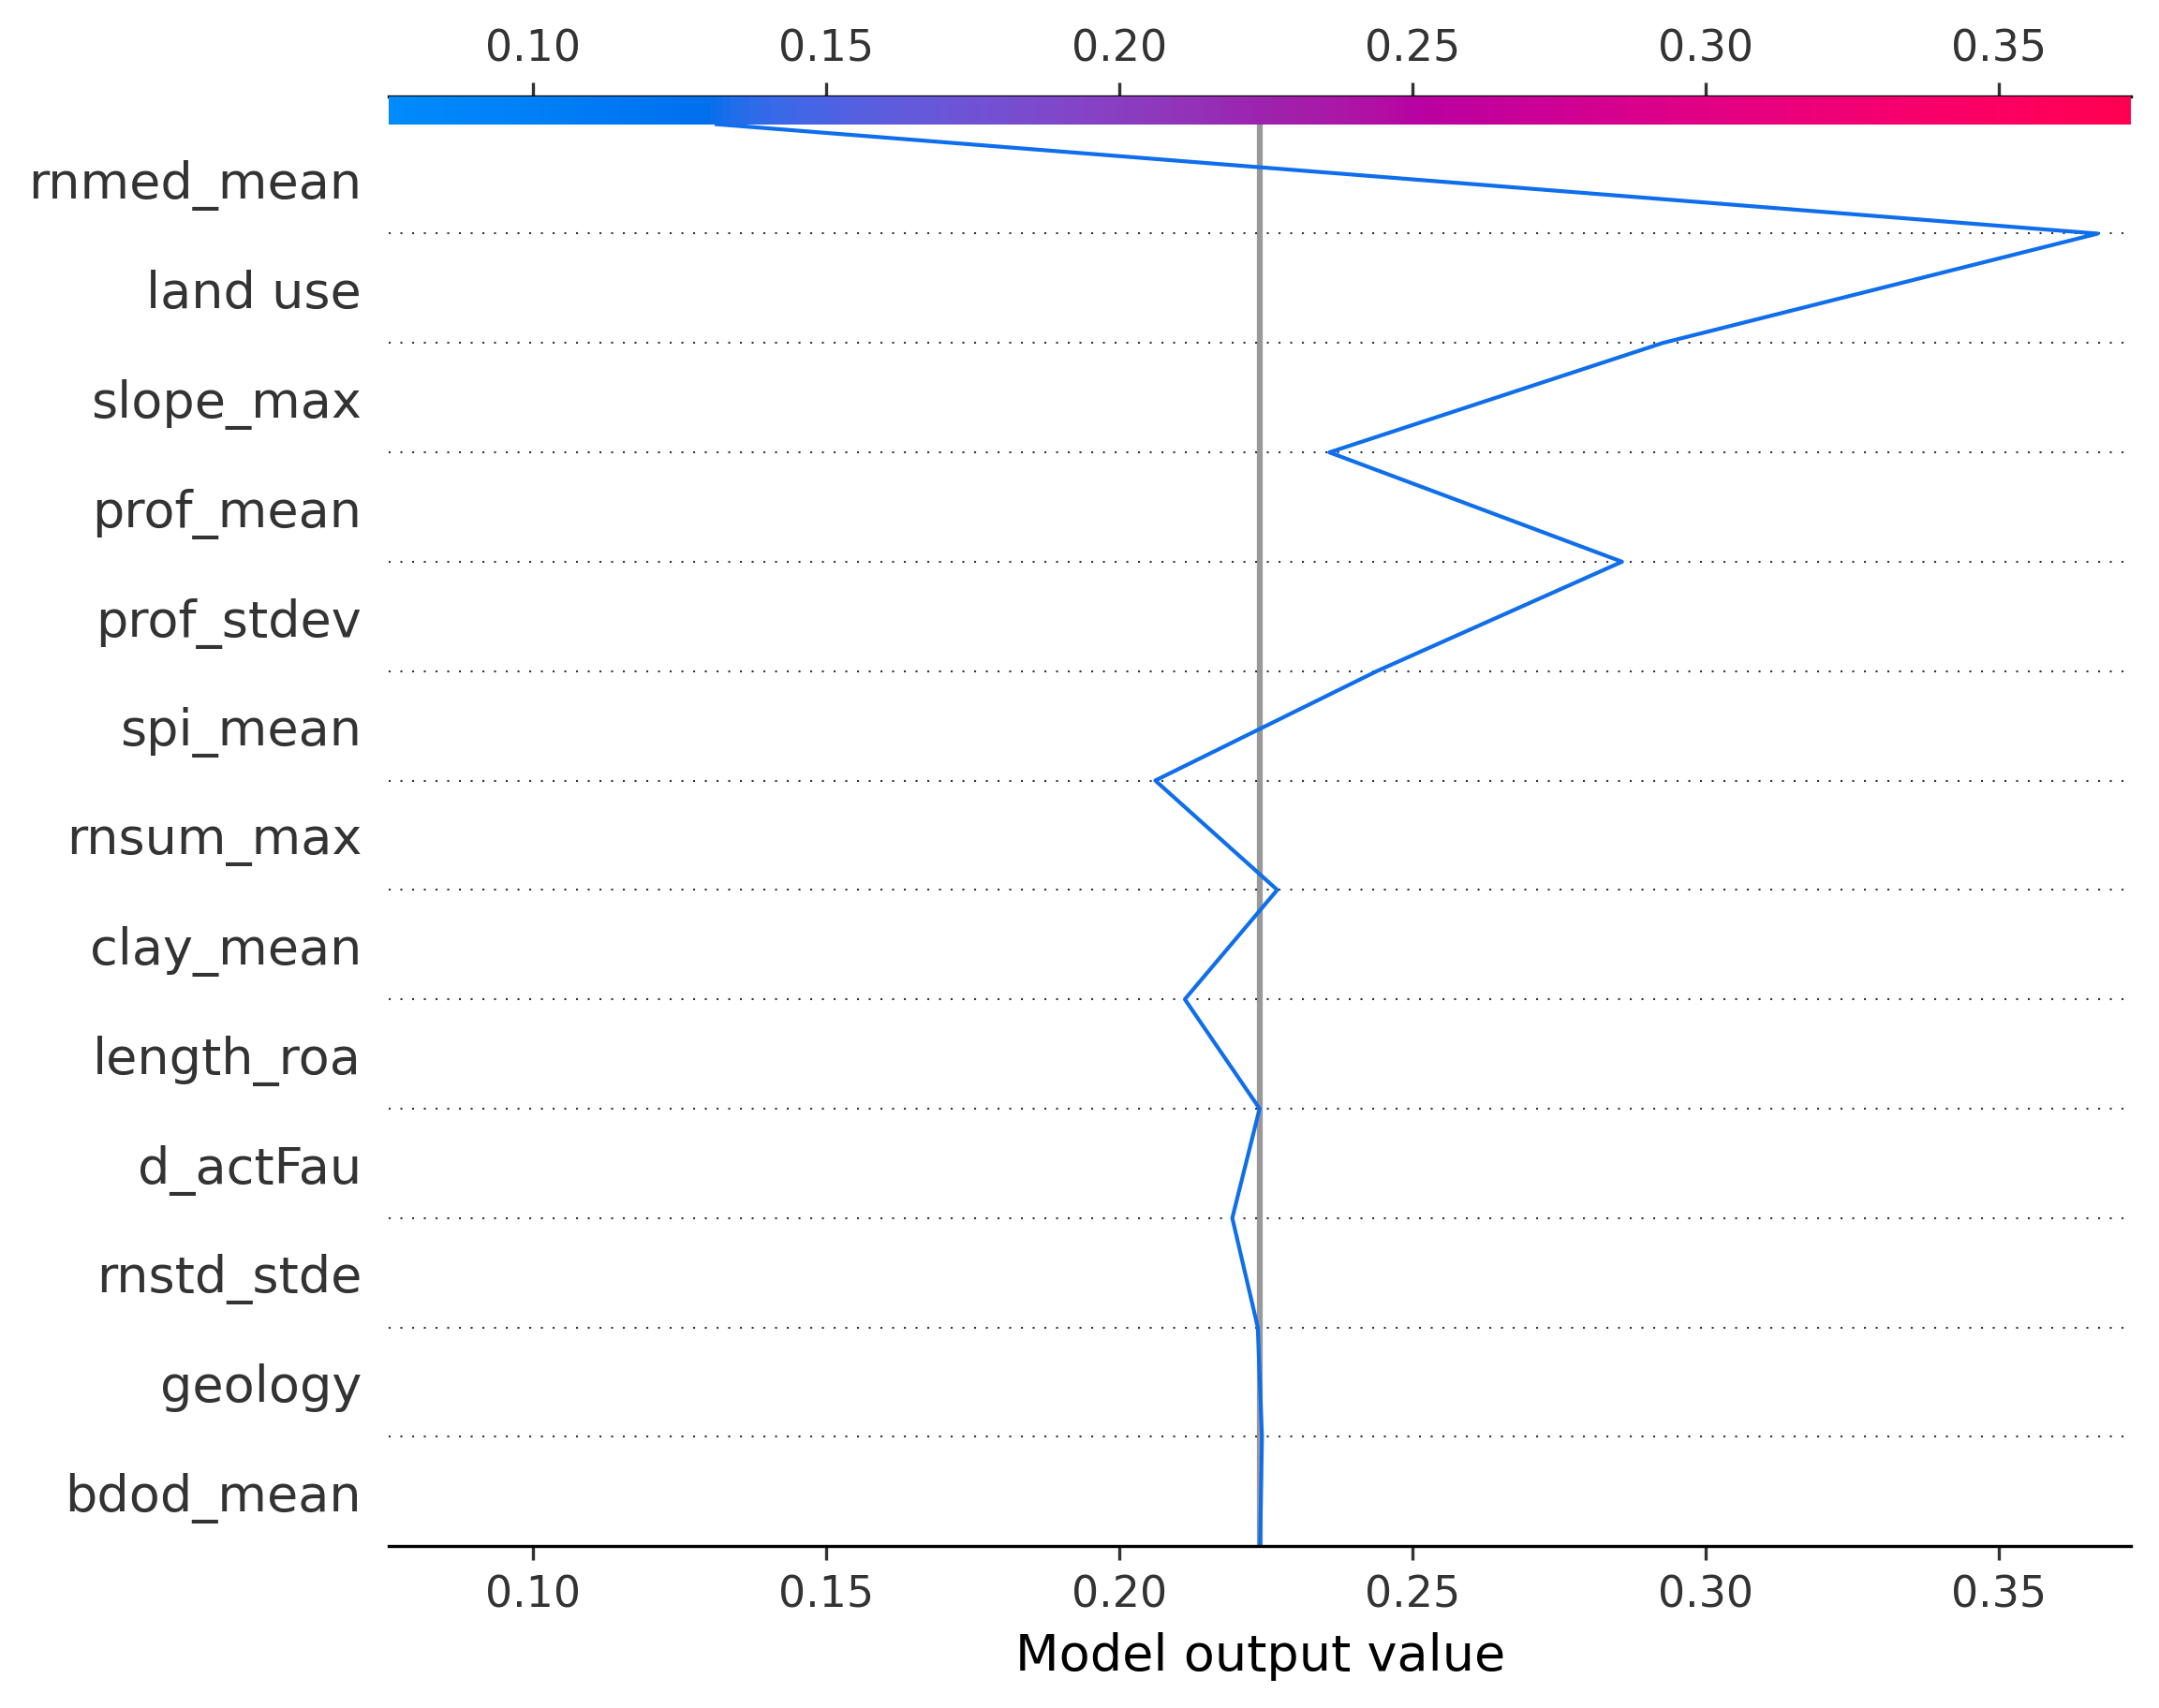 0.10 0.15 0.20 0.25 0.30 0.35
rnmed_mean
land use
slope_max
prof_mean
prof_stdev
spi_mean
rnsum_max
clay_mean
length_roa
d_actFau
rnstd_stde
geology
bdod_mean
0.10 0.15 0.20 0.25 0.30 0.35
Model output value